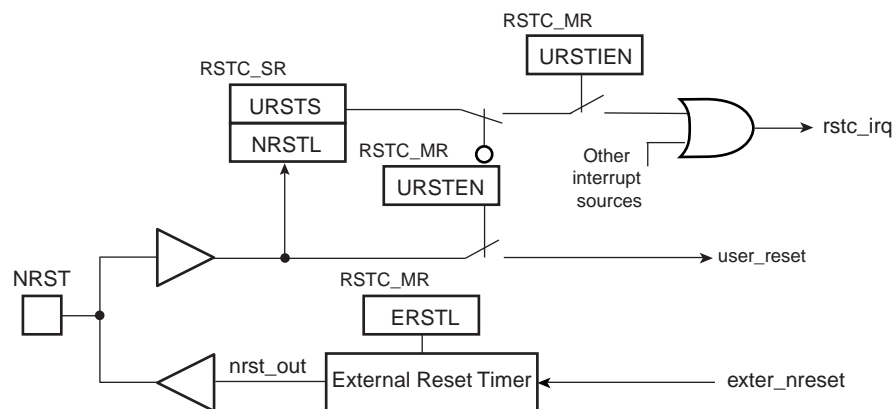 RSTC_MR
URSTIEN
RSTC_SR
URSTS
NRSTL
RSTC_MR
URSTEN
rstc_irq
Other
interrupt
sources
user_reset
NRST
RSTC_MR
ERSTL
nrst_out
External Reset Timer
exter_nreset